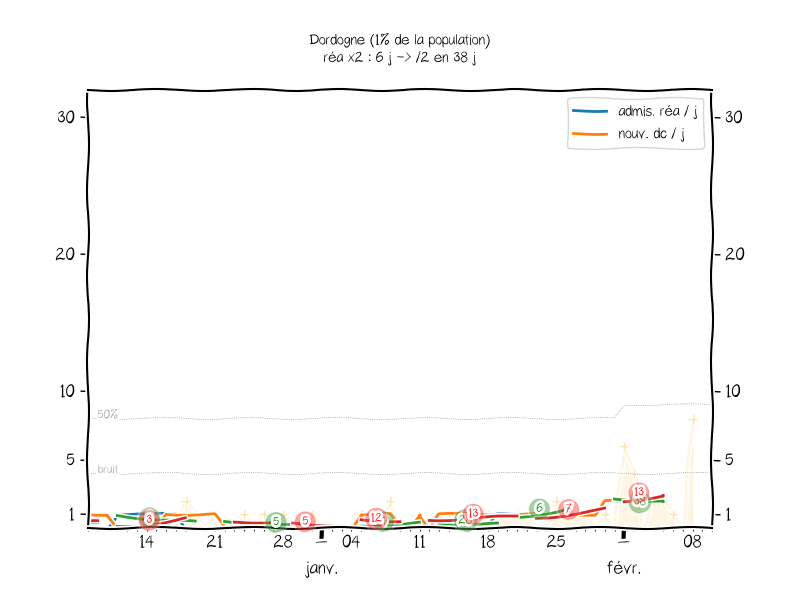 Dordogne (1% de la population)
réa x2 : 6 j -> /2 en 38 j
admis. réa / j
nouv. dc / j
30 30
20 20
10 10
50%
5 5
bruit
1 1
3 5 5 12 13 6 7 13
14 21 28 04 11 18 25 08
janv. févr.